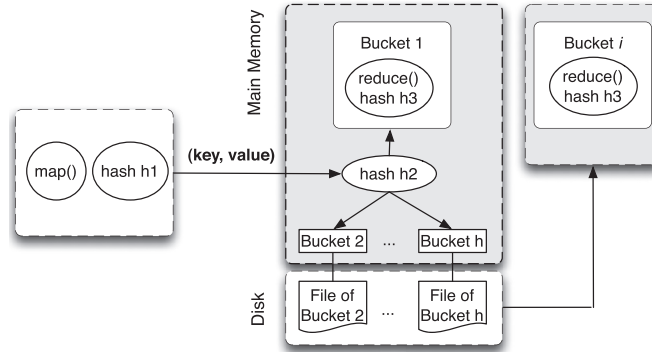 Main Memory
Bucket 1
reduce()
hash h3
Bucket i
reduce()
hash h3
map()
hash h1
(key, value)
hash h2
Bucket 2
...
Bucket h
Disk
File of
Bucket 2
...
File of
Bucket h